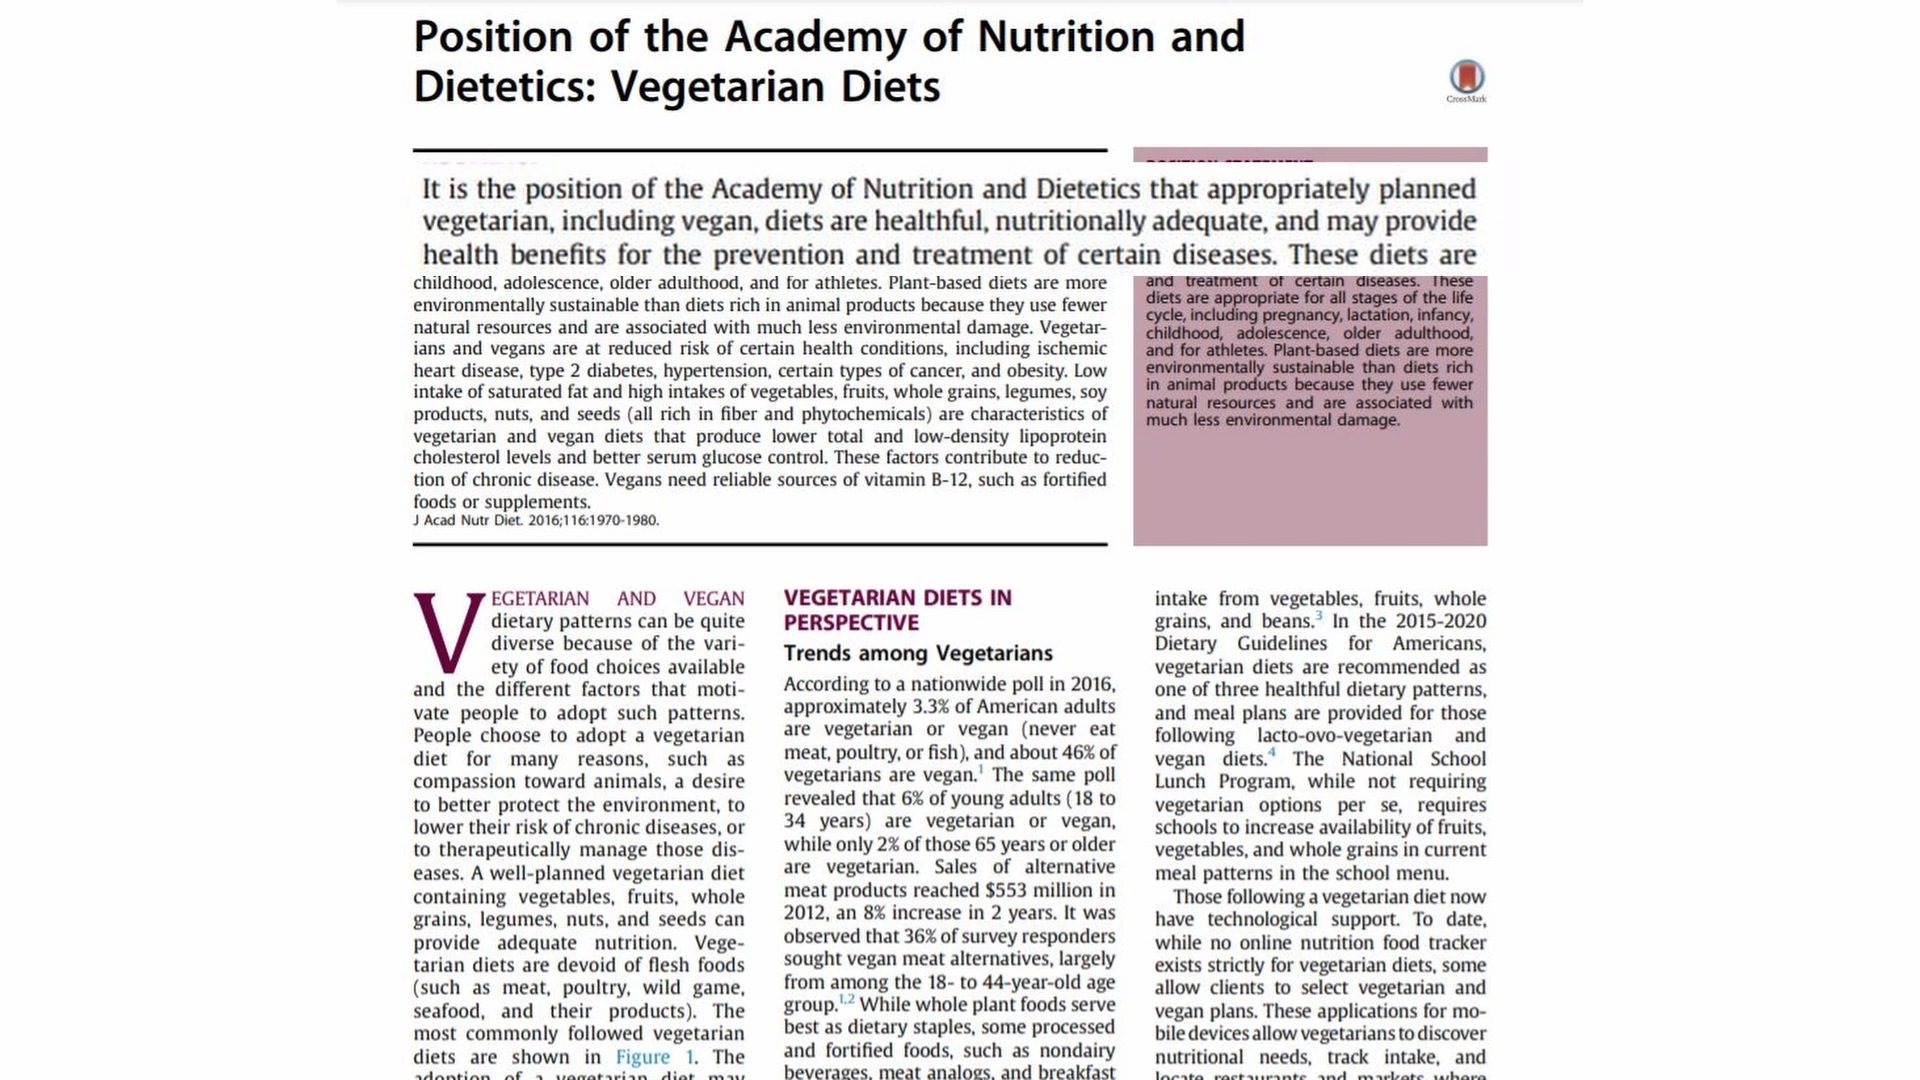 Position of the Academy of Nutrition and
Dietetics: Vegetarian Diets
CrossMark
It is the position of the Academy of Nutrition and Dietetics that appropriately planned
vegetarian, including vegan, diets are healthful, nutritionally adequate, and may provide
health benefits for the prevention and treatment of certain diseases. These diets are
childhood, adolescence, older adulthood, and for athletes. Plant-based diets are more
environmentally sustainable than diets rich in animal products because they use fewer
natural resources and are associated with much less environmental damage. Vegetar-
ians and vegans are at reduced risk of certain health conditions, including ischemic
heart disease, type 2 diabetes, hypertension, certain types of cancer, and obesity. Low
intake of saturated fat and high intakes of vegetables, fruits, whole grains, legumes, soy
products, nuts, and seeds (all rich in fiber and phytochemicals) are characteristics of
vegetarian and vegan diets that produce lower total and low-density lipoprotein
cholesterol levels and better serum glucose control. These factors contribute to reduc-
tion of chronic disease. Vegans need reliable sources of vitamin B-12, such as fortified
foods or supplements.
J Acad Nutr Diet. 2016;116:1970-1980.
POSITION STATEMENT
and treatment of certain diseases. These
diets are appropriate for all stages of the life
cycle, including pregnancy, lactation, infancy,
childhood, adolescence, older adulthood,
and for athletes. Plant-based diets are more
environmentally sustainable than diets rich
in animal products because they use fewer
natural resources and are associated with
much less environmental damage.
VEGETARIAN AND VEGAN
dietary patterns can be quite
diverse because of the vari-
ety of food choices available
and the different factors that moti-
vate people to adopt such patterns.
People choose to adopt a vegetarian
diet for many reasons, such as
compassion toward animals, a desire
to better protect the environment, to
lower their risk of chronic diseases, or
to therapeutically manage those dis-
eases. A well-planned vegetarian diet
containing vegetables, fruits, whole
grains, legumes, nuts, and seeds can
provide adequate nutrition. Vege-
tarian diets are devoid of flesh foods
(such as meat, poultry, wild game,
seafood, and their products). The
most commonly followed vegetarian
diets are shown in Figure 1. The
adoption of a vegetarian diet may
VEGETARIAN DIETS IN
PERSPECTIVE
Trends among Vegetarians
According to a nationwide poll in 2016,
approximately 3.3% of American adults
are vegetarian or vegan (never eat
meat, poultry, or fish), and about 46% of
vegetarians are vegan.1 The same poll
revealed that 6% of young adults (18 to
34 years) are vegetarian or vegan,
while only 2% of those 65 years or older
are vegetarian. Sales of alternative
meat products reached $553 million in
2012, an 8% increase in 2 years. It was
observed that 36% of survey responders
sought vegan meat alternatives, largely
from among the 18- to 44-year-old age
group.1,2 While whole plant foods serve
best as dietary staples, some processed
and fortified foods, such as nondairy
beverages, meat analogs, and breakfast
intake from vegetables, fruits, whole
grains, and beans.3 In the 2015-2020
Dietary Guidelines for Americans,
vegetarian diets are recommended as
one of three healthful dietary patterns,
and meal plans are provided for those
following lacto-ovo-vegetarian and
vegan diets.4 The National School
Lunch Program, while not requiring
vegetarian options per se, requires
schools to increase availability of fruits,
vegetables, and whole grains in current
meal patterns in the school menu.
Those following a vegetarian diet now
have technological support. To date,
while no online nutrition food tracker
exists strictly for vegetarian diets, some
allow clients to select vegetarian and
vegan plans. These applications for mo-
bile devices allow vegetarians to discover
nutritional needs, track intake, and
locate restaurants and markets where